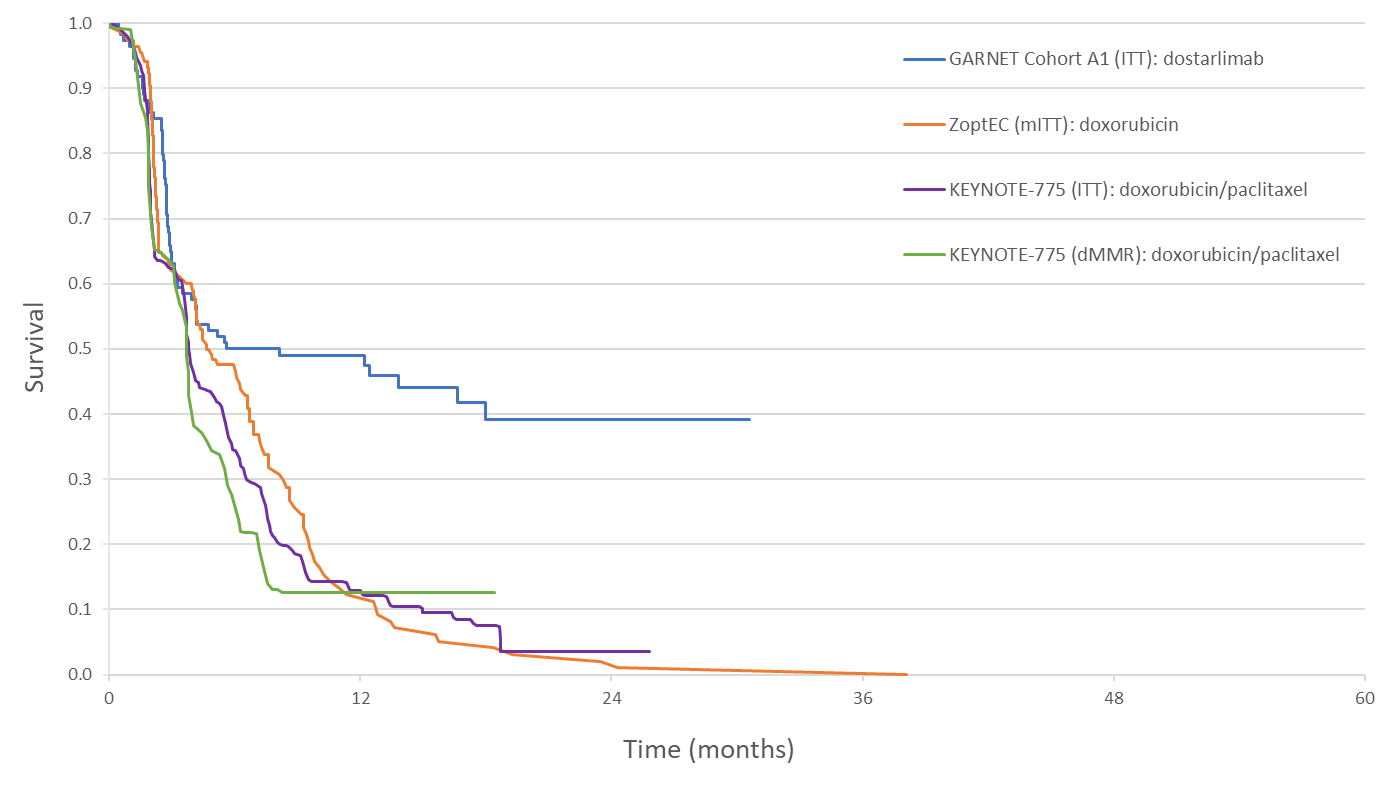 1.0
0.9
0.8
0.7
0.6
0.5
0.4
0.3
0.2
0.1
0.0
Survival
GARNET Cohort A1 (ITT): dostarlimab
ZoptEC (mITT): doxorubicin
KEYNOTE-775 (ITT): doxorubicin/paclitaxel
KEYNOTE-775 (dMMR): doxorubicin/paclitaxel
0 12 24 36 48 60
Time (months)